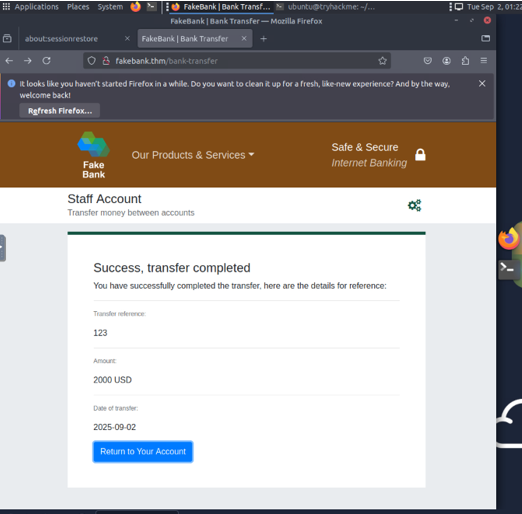 Applications Places System FakeBank | Bank Transf... ubuntu@tryhackme: ~/... Tue Sep 2, 01:22
FakeBank | Bank Transfer — Mozilla Firefox
about:sessionrestore
FakeBank | Bank Transfer
fakebank.thm/bank-transfer
It looks like you haven't started Firefox in a while. Do you want to clean it up for a fresh, like-new experience? And by the way,
welcome back!
Refresh Firefox...
Fake
Bank
Our Products & Services
Safe & Secure
Internet Banking
Staff Account
Transfer money between accounts
Success, transfer completed
You have successfully completed the transfer, here are the details for reference:
Transfer reference:
123
Amount:
2000 USD
Date of transfer:
2025-09-02
Return to Your Account